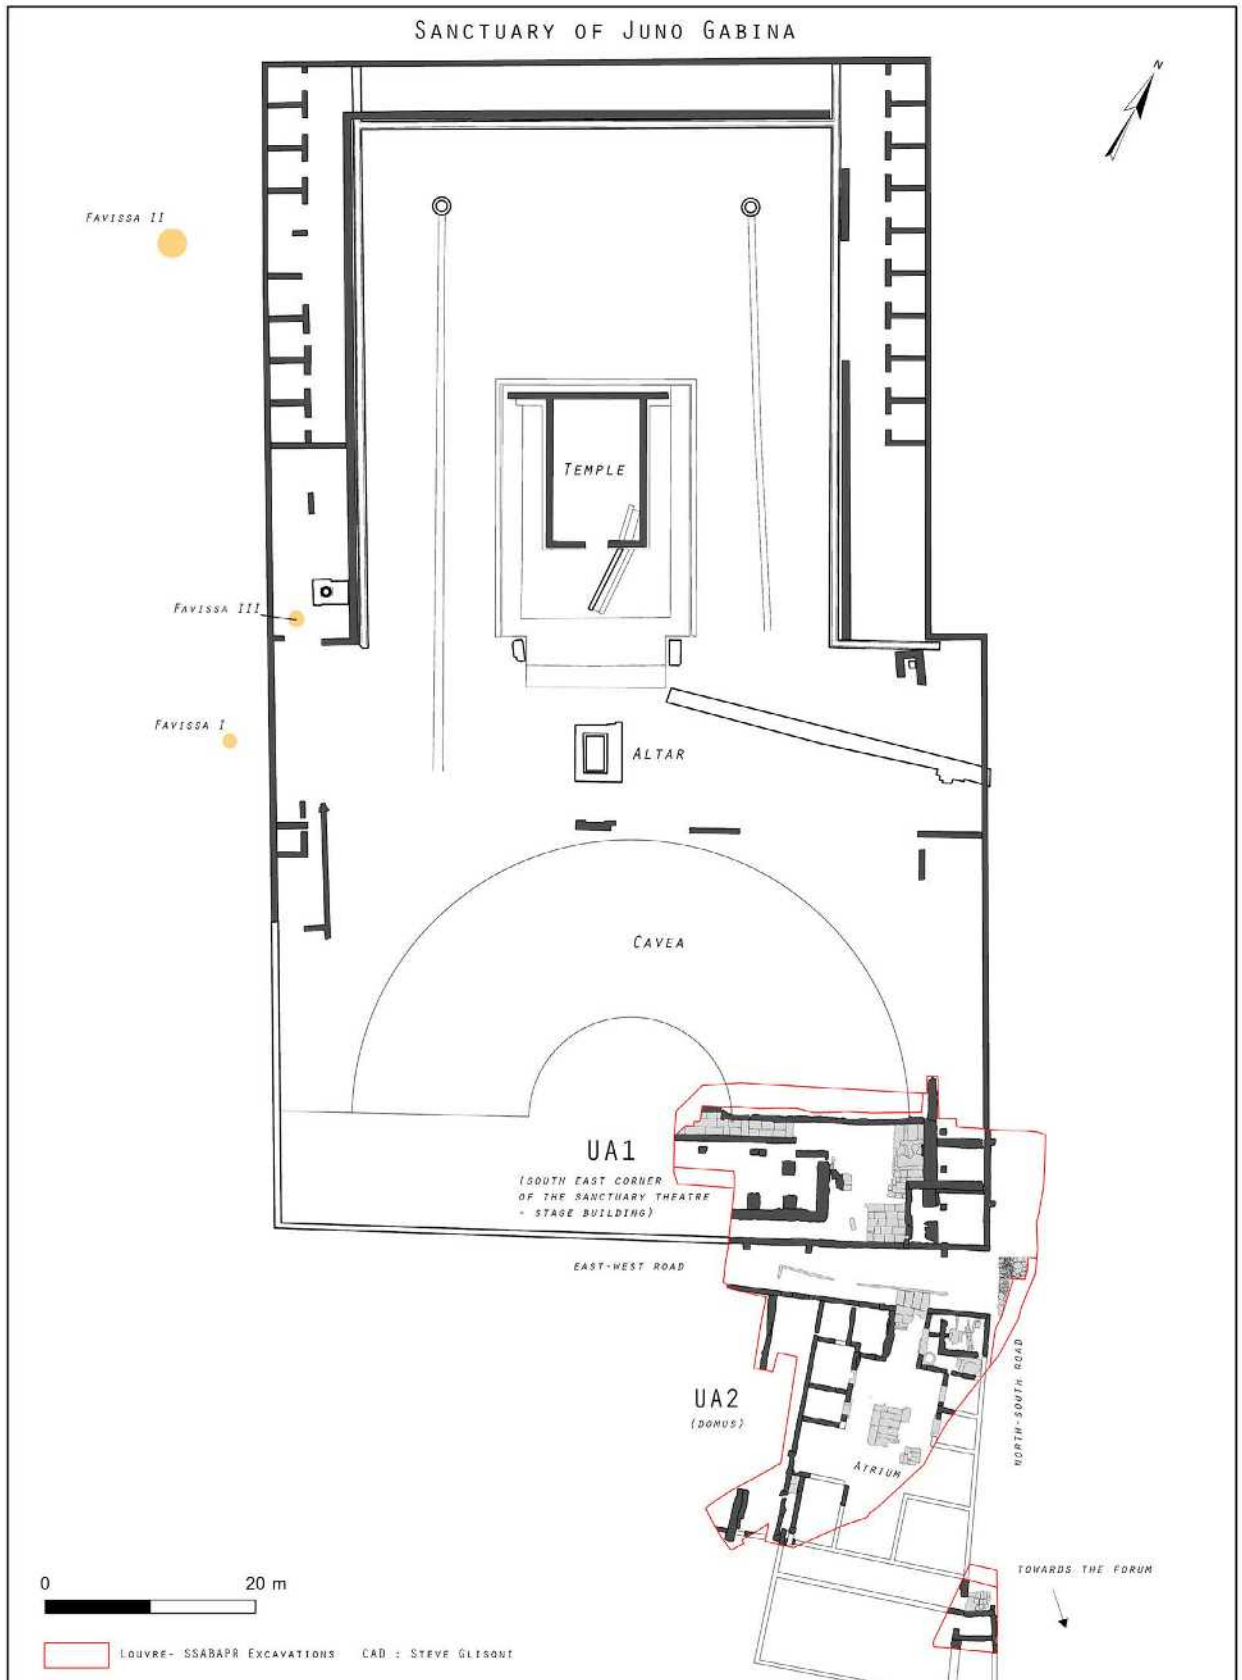 SANCTUARY OF JUNO GABINA
N
FAVISSA II
TEMPLE
FAVISSA III
FAVISSA I
ALTAR
CAVEA
UA1
(SOUTH EAST CORNER
OF THE SANCTUARY THEATRE
- STAGE BUILDING)
EAST-WEST ROAD
NORTH-SOUTH ROAD
UA2
(DOMUS)
ATRIUM
TOWARDS THE FORUM
0 20 m
LOUVRE- SSABAPR EXCAVATIONS CAD : STEVE GLISONI